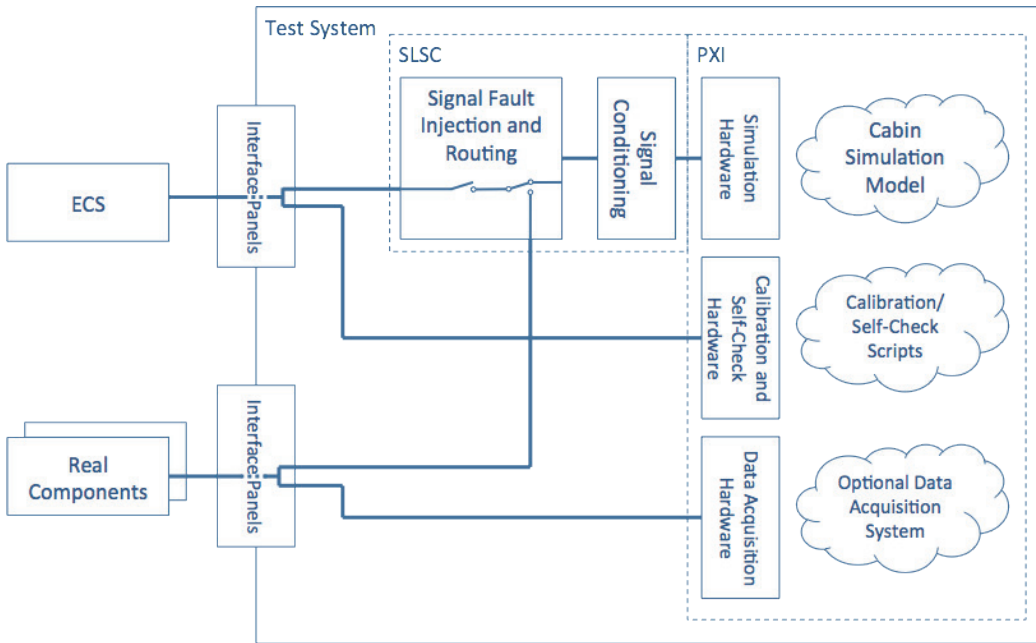 Test System
SLSC
PXI
Signal Fault
Injection and
Routing
Signal
Conditioning
Simulation
Hardware
Cabin
Simulation
Model
ECS
Interface Panels
Calibration and
Self-Check
Hardware
Calibration/
Self-Check
Scripts
Real
Components
Interface Panels
Data Acquisition
Hardware
Optional Data
Acquisition
System